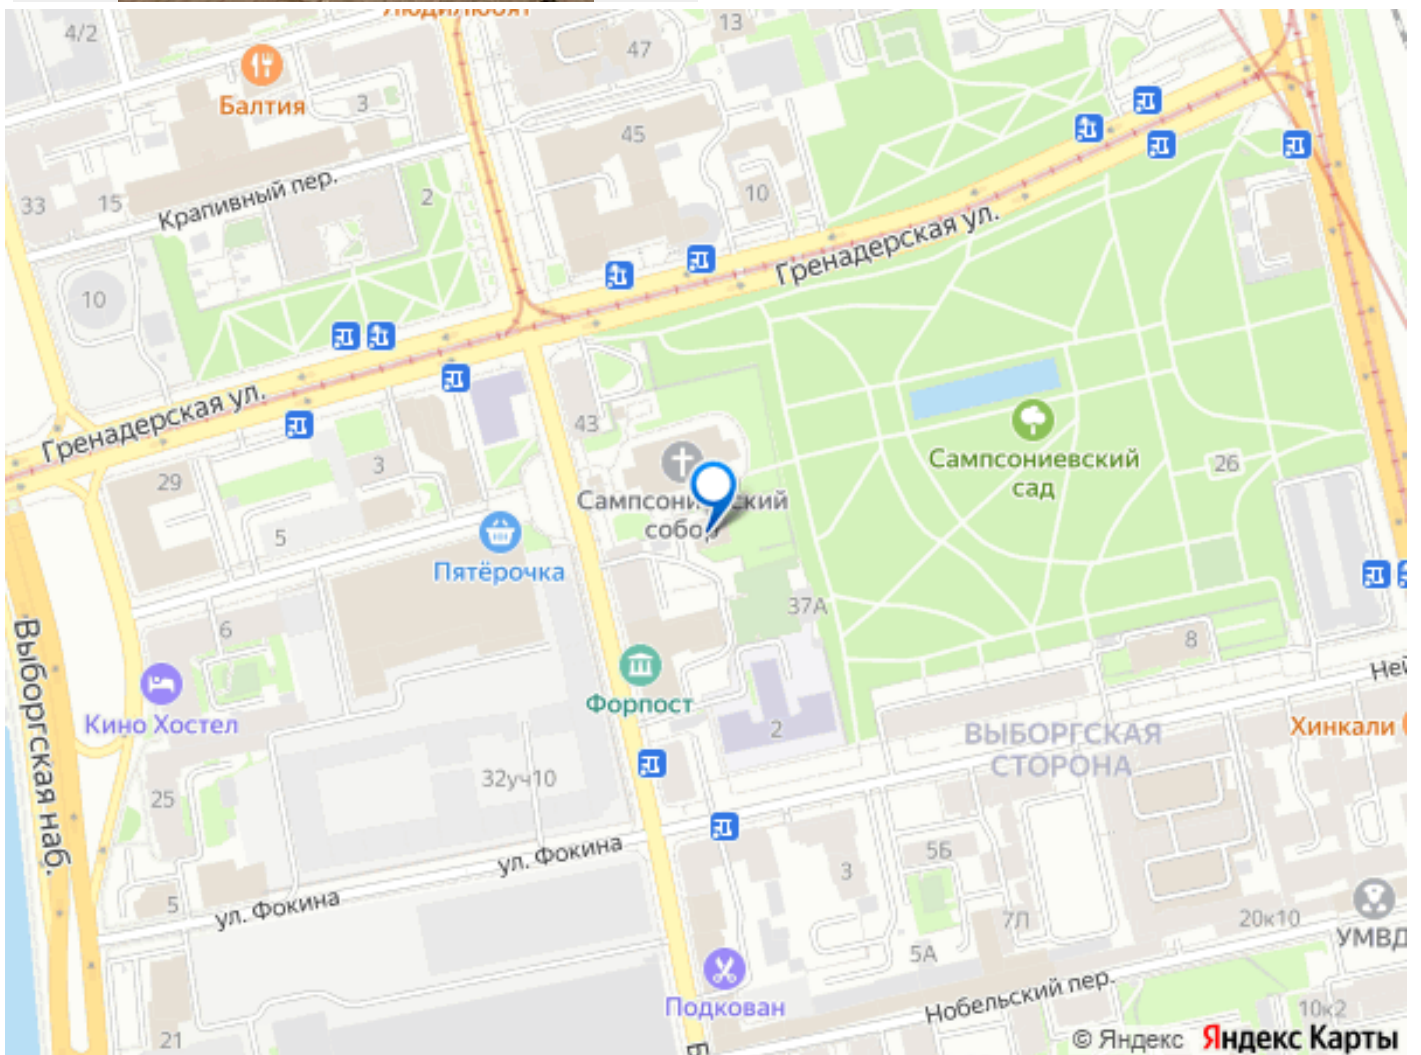 ЛюдиЛюбят
4/2
47
13
Балтия
3
45
Крапивный пер.
33
15
2
10
10
Гренадерская ул.
Гренадерская ул.
43
29
3
Сампсониевский
сад
26
Сампсониевский
собор
5
Пятёрочка
37А
6
8
Выборгская наб.
Форпост
Кино Хостел
2
ВЫБОРГСКАЯ
СТОРОНА
Хинкали
32уч10
25
ул. Фокина
5Б
3
5
ул. Фокина
7Л
20к10
УМВД
5А
Подкован
Нобельский пер.
10к2
21
© Яндекс Яндекс Карты